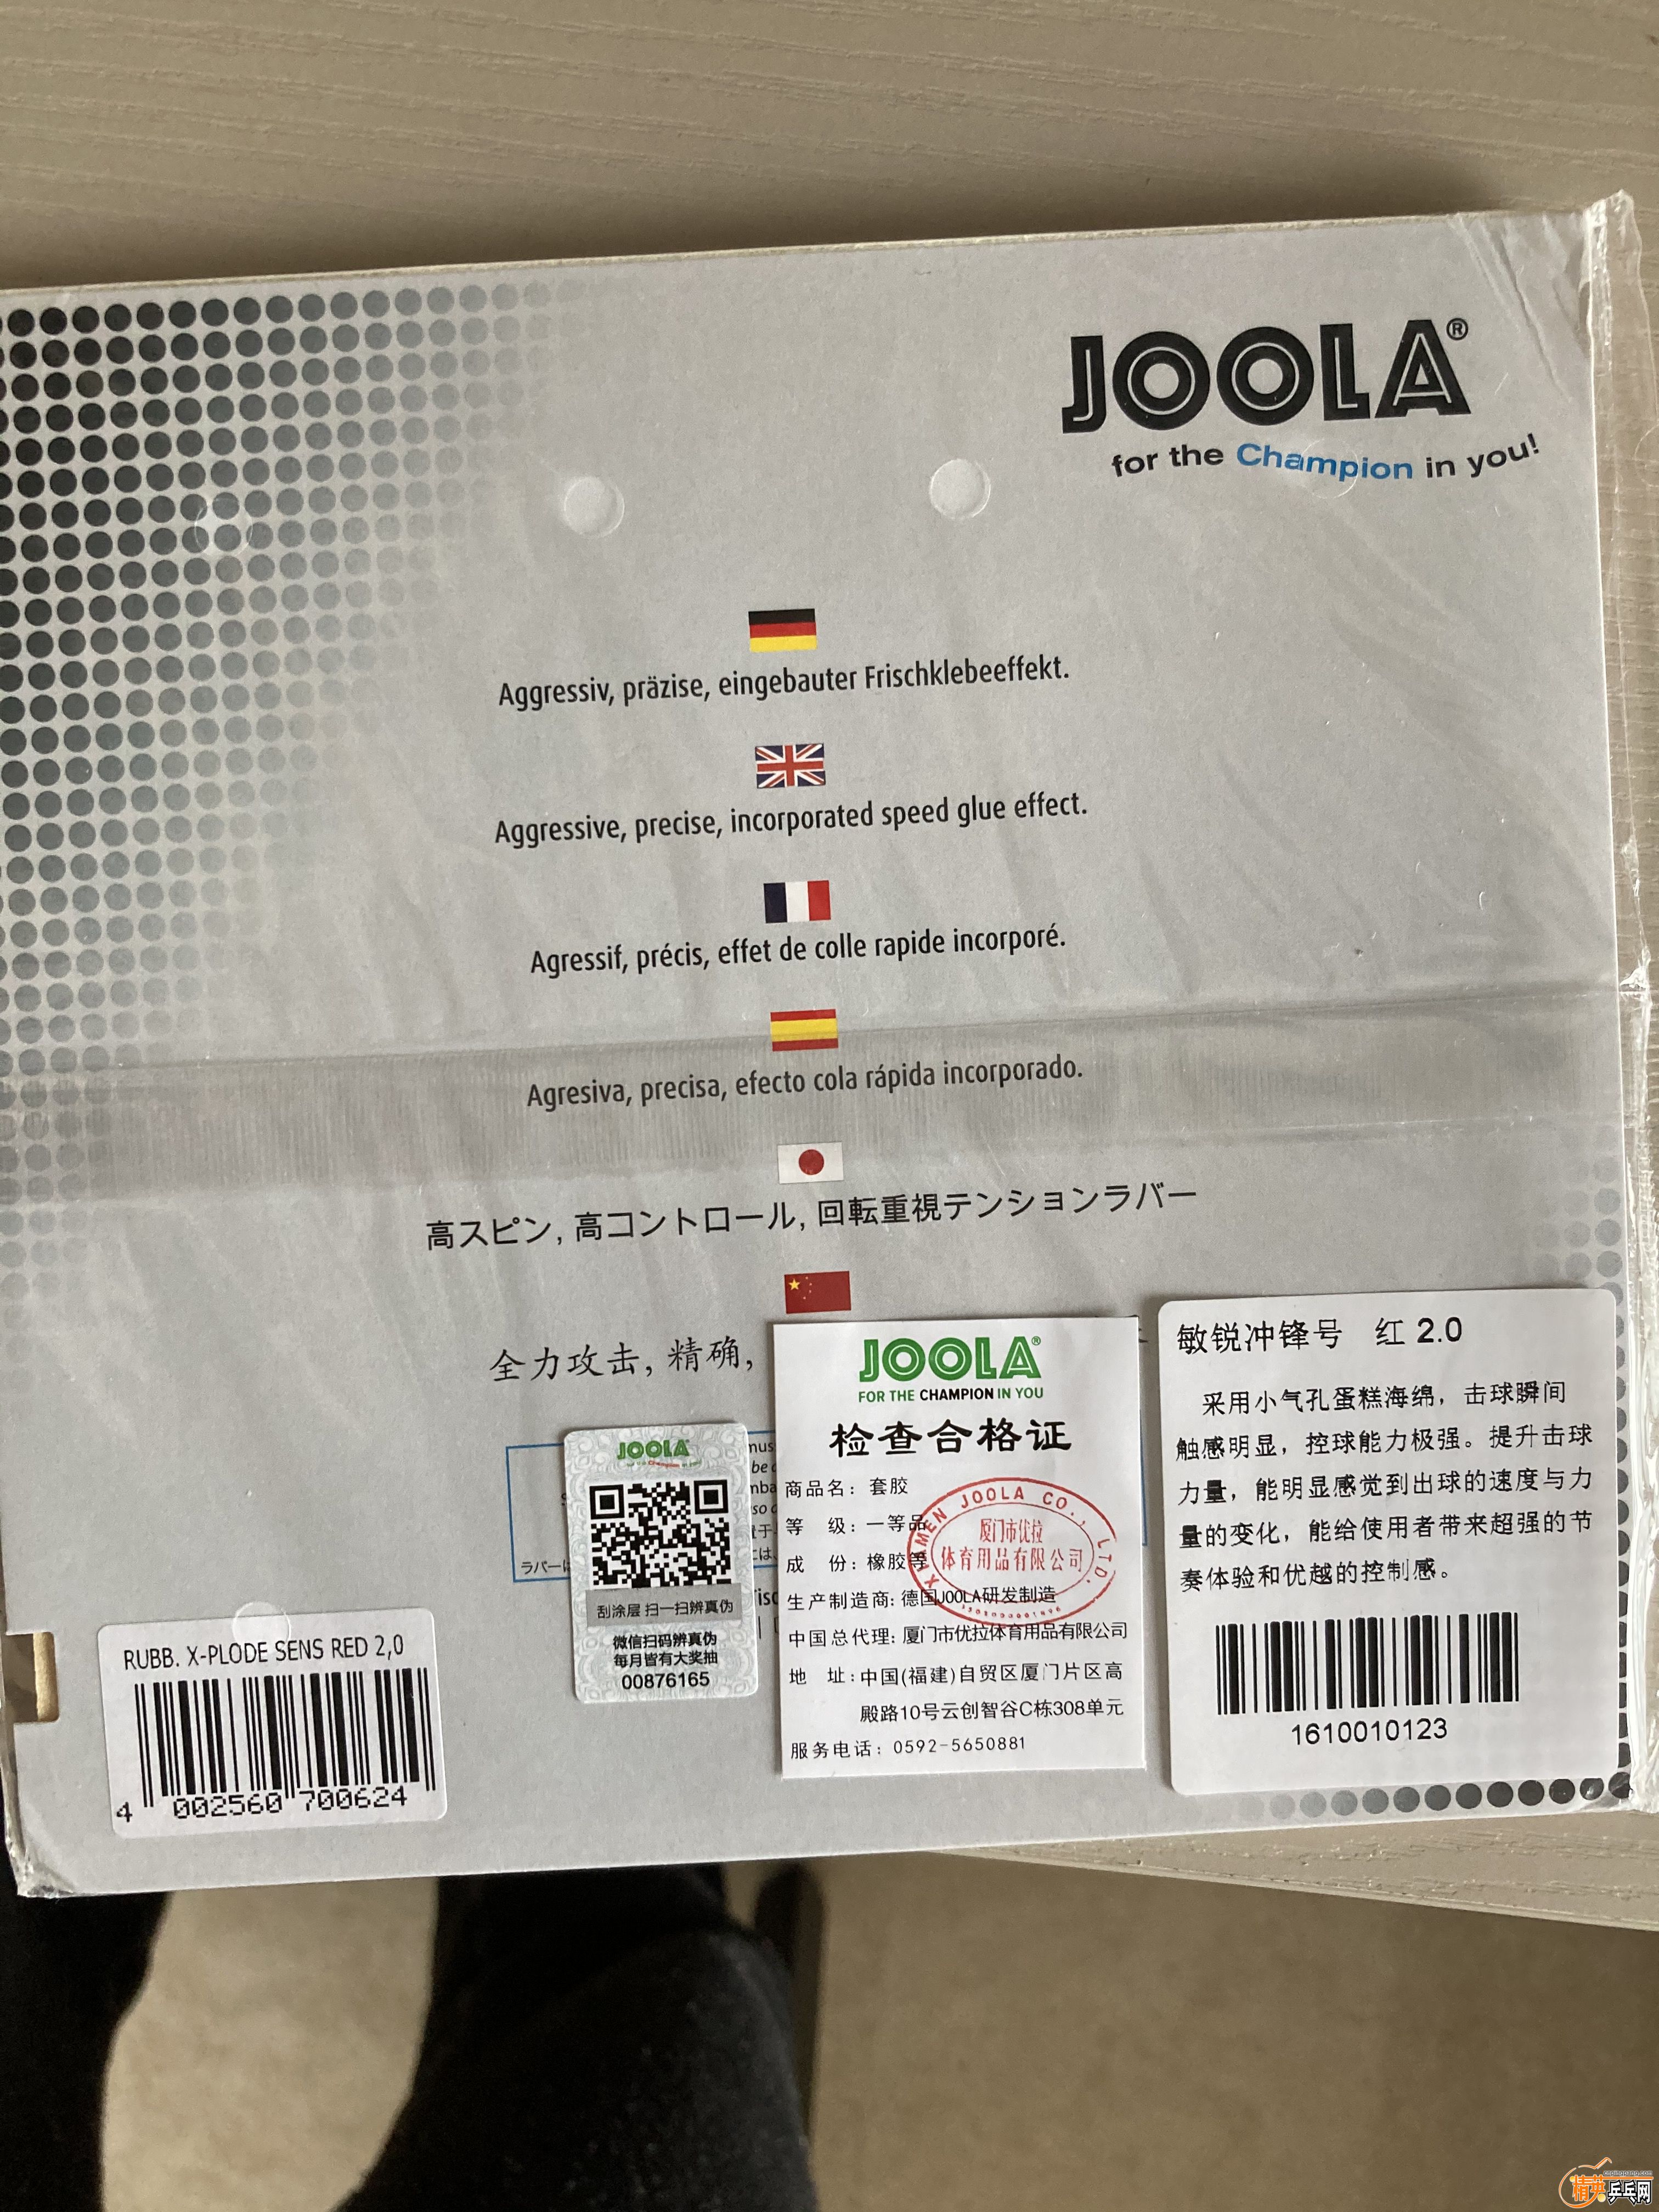 JOOLA®
for the Champion in you!
Aggressiv, präzise, eingebauter Frischklebeeffekt.
Aggressive, precise, incorporated speed glue effect.
Agressif, précis, effet de colle rapide incorporé.
Agresiva, precisa, efecto cola rápida incorporado.
高スピン, 高コントロール, 回転重視テンションラバー
全力攻击, 精确,
ラバーに
RUBB. X-PLODE SENS RED 2,0
4 002560 700624
JOOLA
刮涂层 扫一扫辨真伪
微信扫码辨真伪
每月皆有大奖抽
00876165
JOOLA®
FOR THE CHAMPION IN YOU
检查合格证
商品名: 套胶
等 级: 一等品
成 份: 橡胶等
生产制造商: 德国JOOLA研发制造
中国总代理: 厦门市优拉体育用品有限公司
地 址: 中国(福建)自贸区厦门片区高
殿路10号云创智谷C栋308单元
服务电话: 0592-5650881
XIAMEN JOOLA CO., LTD.
厦门市优拉
体育用品有限公司
敏锐冲锋号 红 2.0
采用小气孔蛋糕海绵，击球瞬间
触感明显，控球能力极强。提升击球
力量，能明显感觉到出球的速度与力
量的变化，能给使用者带来超强的节
奏体验和优越的控制感。
1610010123
精英乒乓网